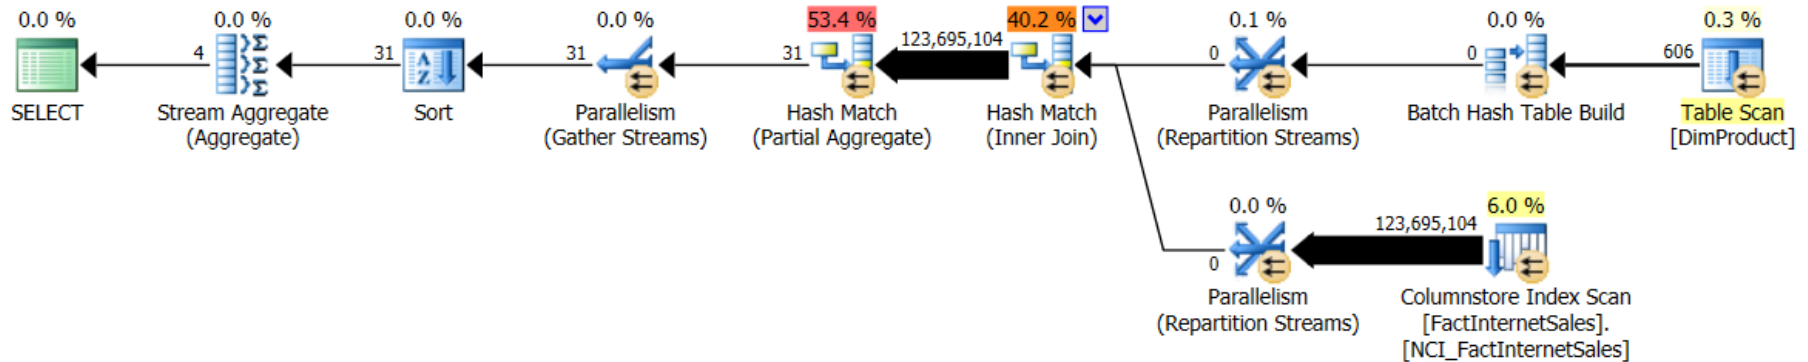 0.0 %
0.0 %
0.0 %
0.0 %
53.4 %
40.2 %
0.1 %
0.0 %
0.3 %
4
31
31
31
123,695,104
0
0
606
SELECT
Stream Aggregate
(Aggregate)
Sort
Parallelism
(Gather Streams)
Hash Match
(Partial Aggregate)
Hash Match
(Inner Join)
Parallelism
(Repartition Streams)
Batch Hash Table Build
Table Scan
[DimProduct]
0.0 %
6.0 %
0
123,695,104
Parallelism
(Repartition Streams)
Columnstore Index Scan
[FactInternetSales].
[NCI_FactInternetSales]